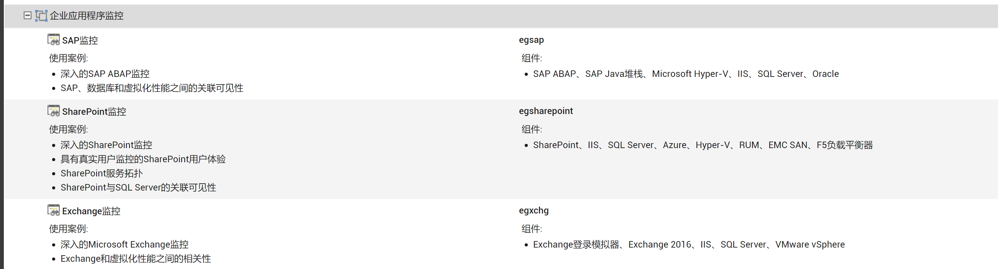 企业应用程序监控
SAP监控
egsap
使用案例:
组件:
深入的SAP ABAP监控
SAP ABAP、SAP Java堆栈、Microsoft Hyper-V、IIS、SQL Server、Oracle
SAP、数据库和虚拟化性能之间的关联可见性
SharePoint监控
egsharepoint
使用案例:
组件:
深入的SharePoint监控
SharePoint、IIS、SQL Server、Azure、Hyper-V、RUM、EMC SAN、F5负载平衡器
具有真实用户监控的SharePoint用户体验
SharePoint服务拓扑
SharePoint与SQL Server的关联可见性
Exchange监控
egxchg
使用案例:
组件:
深入的Microsoft Exchange监控
Exchange登录模拟器、Exchange 2016、IIS、SQL Server、VMware vSphere
Exchange和虚拟化性能之间的相关性